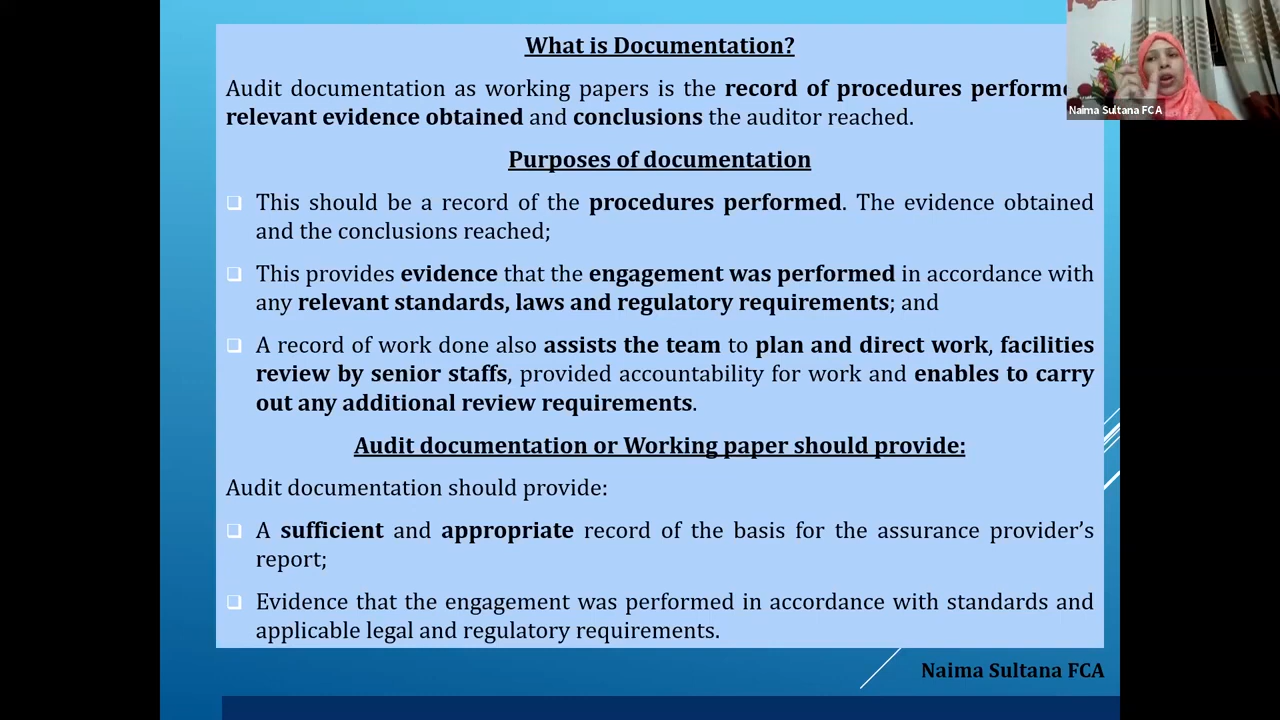 What is Documentation?
Audit documentation as working papers is the record of procedures performe
relevant evidence obtained and conclusions the auditor reached.
Purposes of documentation
This should be a record of the procedures performed. The evidence obtained
and the conclusions reached;
This provides evidence that the engagement was performed in accordance with
any relevant standards, laws and regulatory requirements; and
A record of work done also assists the team to plan and direct work, facilities
review by senior staffs, provided accountability for work and enables to carry
out any additional review requirements.
Audit documentation or Working paper should provide:
Audit documentation should provide:
A sufficient and appropriate record of the basis for the assurance provider's
report;
Evidence that the engagement was performed in accordance with standards and
applicable legal and regulatory requirements.
Naima Sultana FCA
Naima Sultana FCA